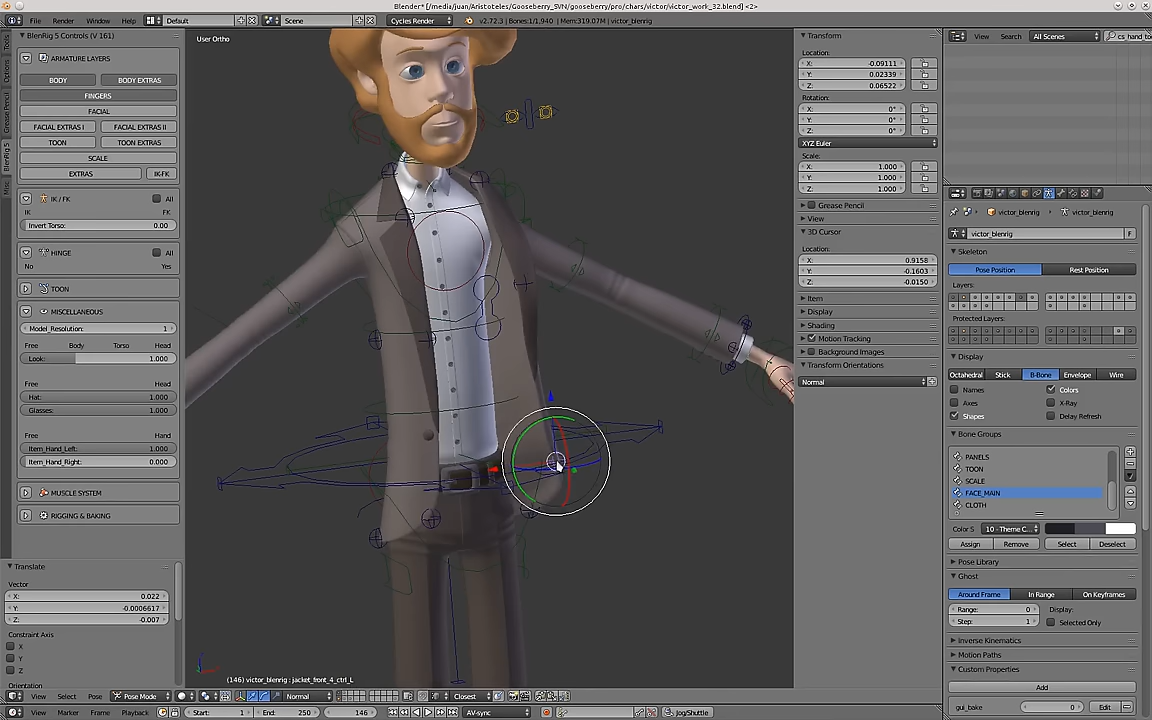 Blender* [/media/juan/Aristoteles/Gooseberry_SVN/gooseberry/pro/chars/victor/victor_work_32.blend] <2>
File Render Window Help Default Scene Cycles Render v2.72.3 | Bones:1/1,940 | Mem:319.07M | victor_blenrig
Tools
Options
Grease Pencil
BlenRig 5
Misc
BlenRig 5 Controls (V 161)
ARMATURE LAYERS
BODY BODY EXTRAS
FINGERS
FACIAL
FACIAL EXTRAS I FACIAL EXTRAS II
TOON TOON EXTRAS
SCALE
EXTRAS IK-FK
IK / FK All
IK FK
Invert Torso: 0.00
HINGE All
No Yes
TOON
MISCELLANEOUS
Model_Resolution: 1
Free Body Torso Head
Look: 1.000
Free Head
Hat: 1.000
Glasses: 1.000
Free Hand
Item_Hand_Left: 1.000
Item_Hand_Right: 0.000
MUSCLE SYSTEM
RIGGING & BAKING
Translate
Vector
X: 0.022
Y: -0.0006617
Z: -0.007
Constraint Axis
X
Y
Z
Orientation
User Ortho
(146) victor_blenrig : jacket_front_4_ctrl_L
Transform
Location:
X: -0.09111
Y: 0.02339
Z: 0.06522
Rotation:
X: 0°
Y: 0°
Z: 0°
XYZ Euler
Scale:
X: 1.000
Y: 1.000
Z: 1.000
Grease Pencil
View
3D Cursor
Location:
X: 0.9158
Y: -0.1603
Z: -0.0150
Item
Display
Shading
Motion Tracking
Background Images
Transform Orientations
Normal
View Search All Scenes
victor_blenrig victor_blenrig
victor_blenrig F
Skeleton
Pose Position Rest Position
Layers:
Protected Layers:
Display
Octahedral Stick B-Bone Envelope Wire
Names Colors
Axes X-Ray
Shapes Delay Refresh
Bone Groups
PANELS
TOON
SCALE
FACE_MAIN
CLOTH
Color S 10 - Theme C...
Assign Remove Select Deselect
Pose Library
Ghost
Around Frame In Range On Keyframes
Range: 0 Display:
Step: 1 Selected Only
Inverse Kinematics
Motion Paths
Custom Properties
Add
gui_bake 0 Edit
View Select Pose Pose Mode Normal Closest
View Marker Frame Playback Start: 1 End: 250 146 AV-sync Jog/Shuttle